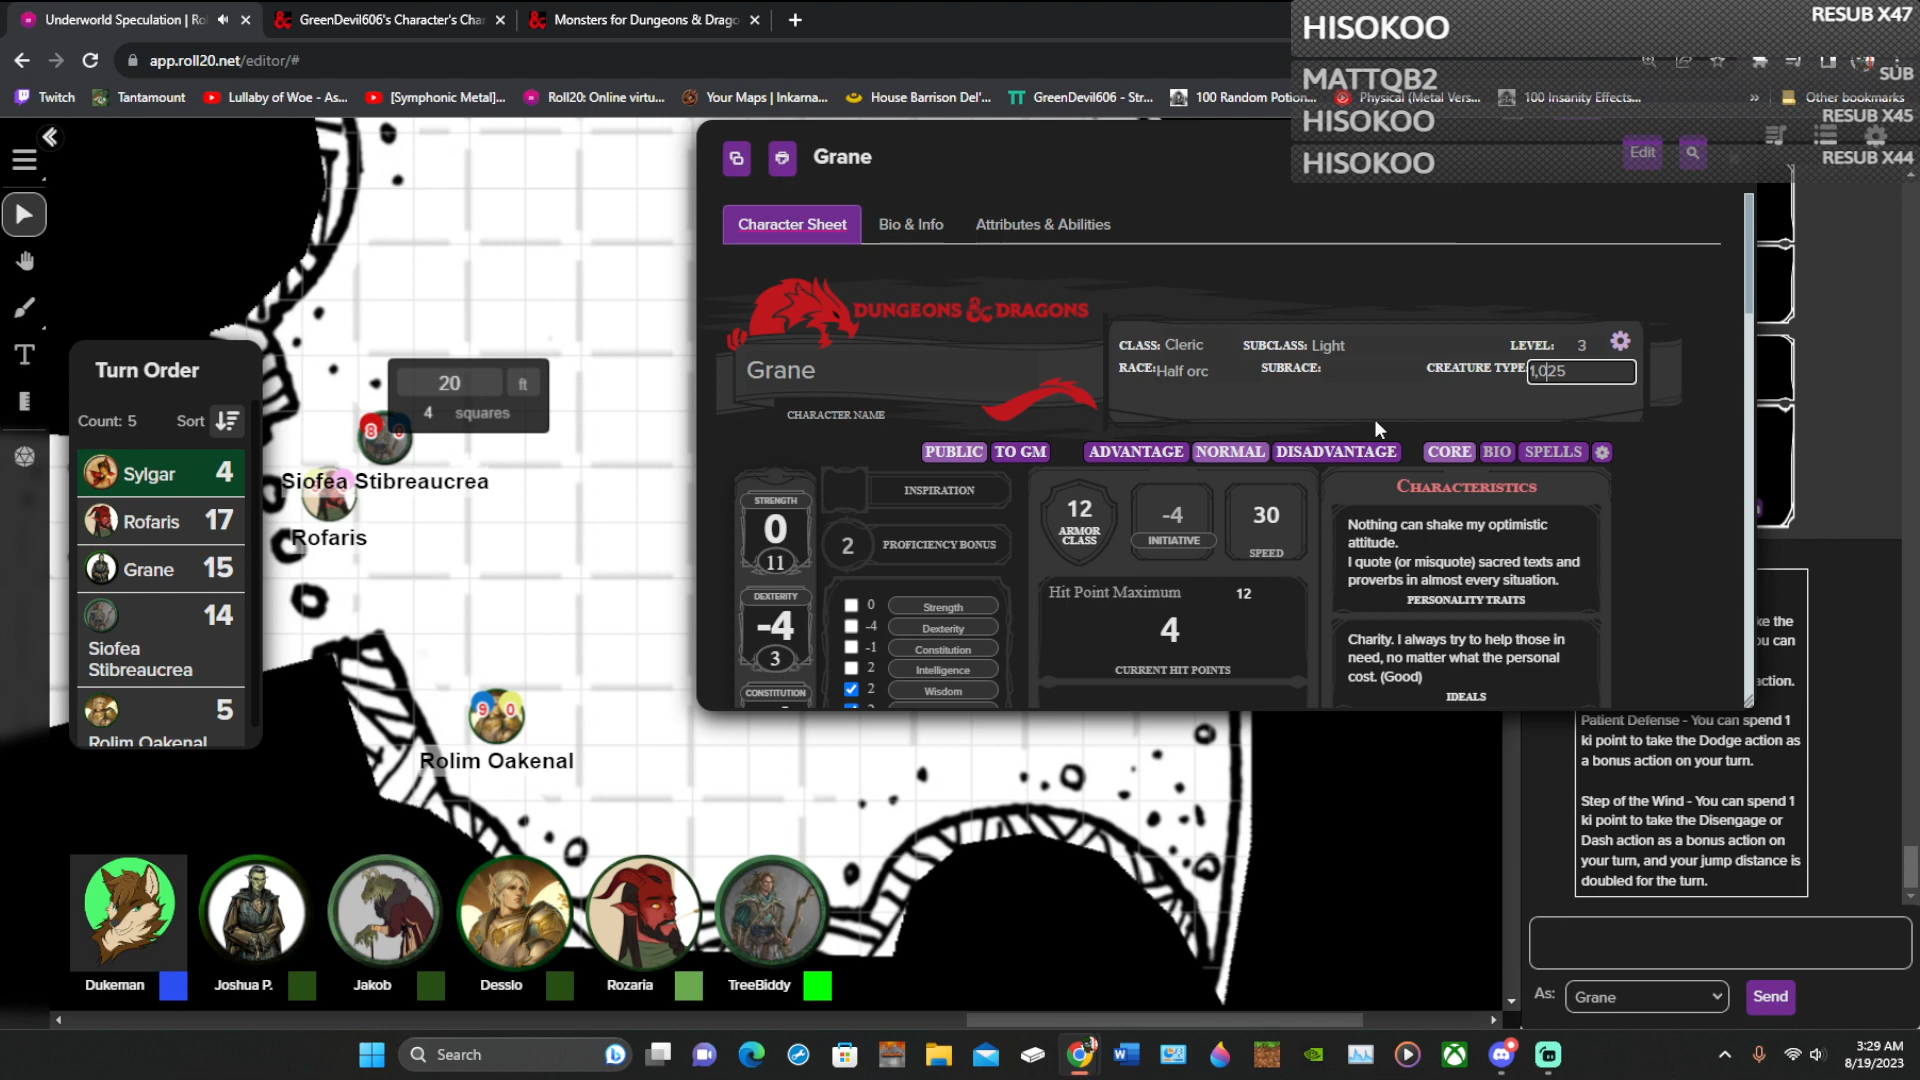 Underworld Speculation | Ro
GreenDevil606's Character's Char
Monsters for Dungeons & Drago
HISOKOO
RESUB X47
app.roll20.net/editor/#
MATTQB2
SUB
Twitch
Tantamount
Lullaby of Woe - As...
[Symphonic Metal]...
Roll20: Online virtu...
Your Maps | Inkarna...
House Barrison Del'...
GreenDevil606 - Str...
100 Random Potion...
Physical (Metal Vers...
100 Insanity Effects...
Other bookmarks
HISOKOO
RESUB X45
HISOKOO
RESUB X44
Grane
Edit
Character Sheet
Bio & Info
Attributes & Abilities
DUNGEONS & DRAGONS
Grane
CHARACTER NAME
CLASS: Cleric
SUBCLASS: Light
LEVEL: 3
RACE: Half orc
SUBRACE:
CREATURE TYPE: 1,025
PUBLIC
TO GM
ADVANTAGE
NORMAL
DISADVANTAGE
CORE
BIO
SPELLS
STRENGTH
0
11
DEXTERITY
-4
3
CONSTITUTION
INSPIRATION
2
PROFICIENCY BONUS
0 Strength
-4 Dexterity
-1 Constitution
2 Intelligence
2 Wisdom
12
ARMOR
CLASS
-4
INITIATIVE
30
SPEED
Hit Point Maximum 12
4
CURRENT HIT POINTS
CHARACTERISTICS
Nothing can shake my optimistic
attitude.
I quote (or misquote) sacred texts and
proverbs in almost every situation.
PERSONALITY TRAITS
Charity. I always try to help those in
need, no matter what the personal
cost. (Good)
IDEALS
Turn Order
Count: 5
Sort
Sylgar 4
Rofaris 17
Grane 15
14
Siofea
Stibreaucrea
5
Rolim Oakenal
20 ft
4 squares
8
0
Siofea Stibreaucrea
Rofaris
9
0
Rolim Oakenal
ke the
ou can
action.
Patient Defense - You can spend 1
ki point to take the Dodge action as
a bonus action on your turn.
Step of the Wind - You can spend 1
ki point to take the Disengage or
Dash action as a bonus action on
your turn, and your jump distance is
doubled for the turn.
Dukeman
Joshua P.
Jakob
Desslo
Rozaria
TreeBiddy
As:
Grane
Send
Search
3:29 AM
8/19/2023